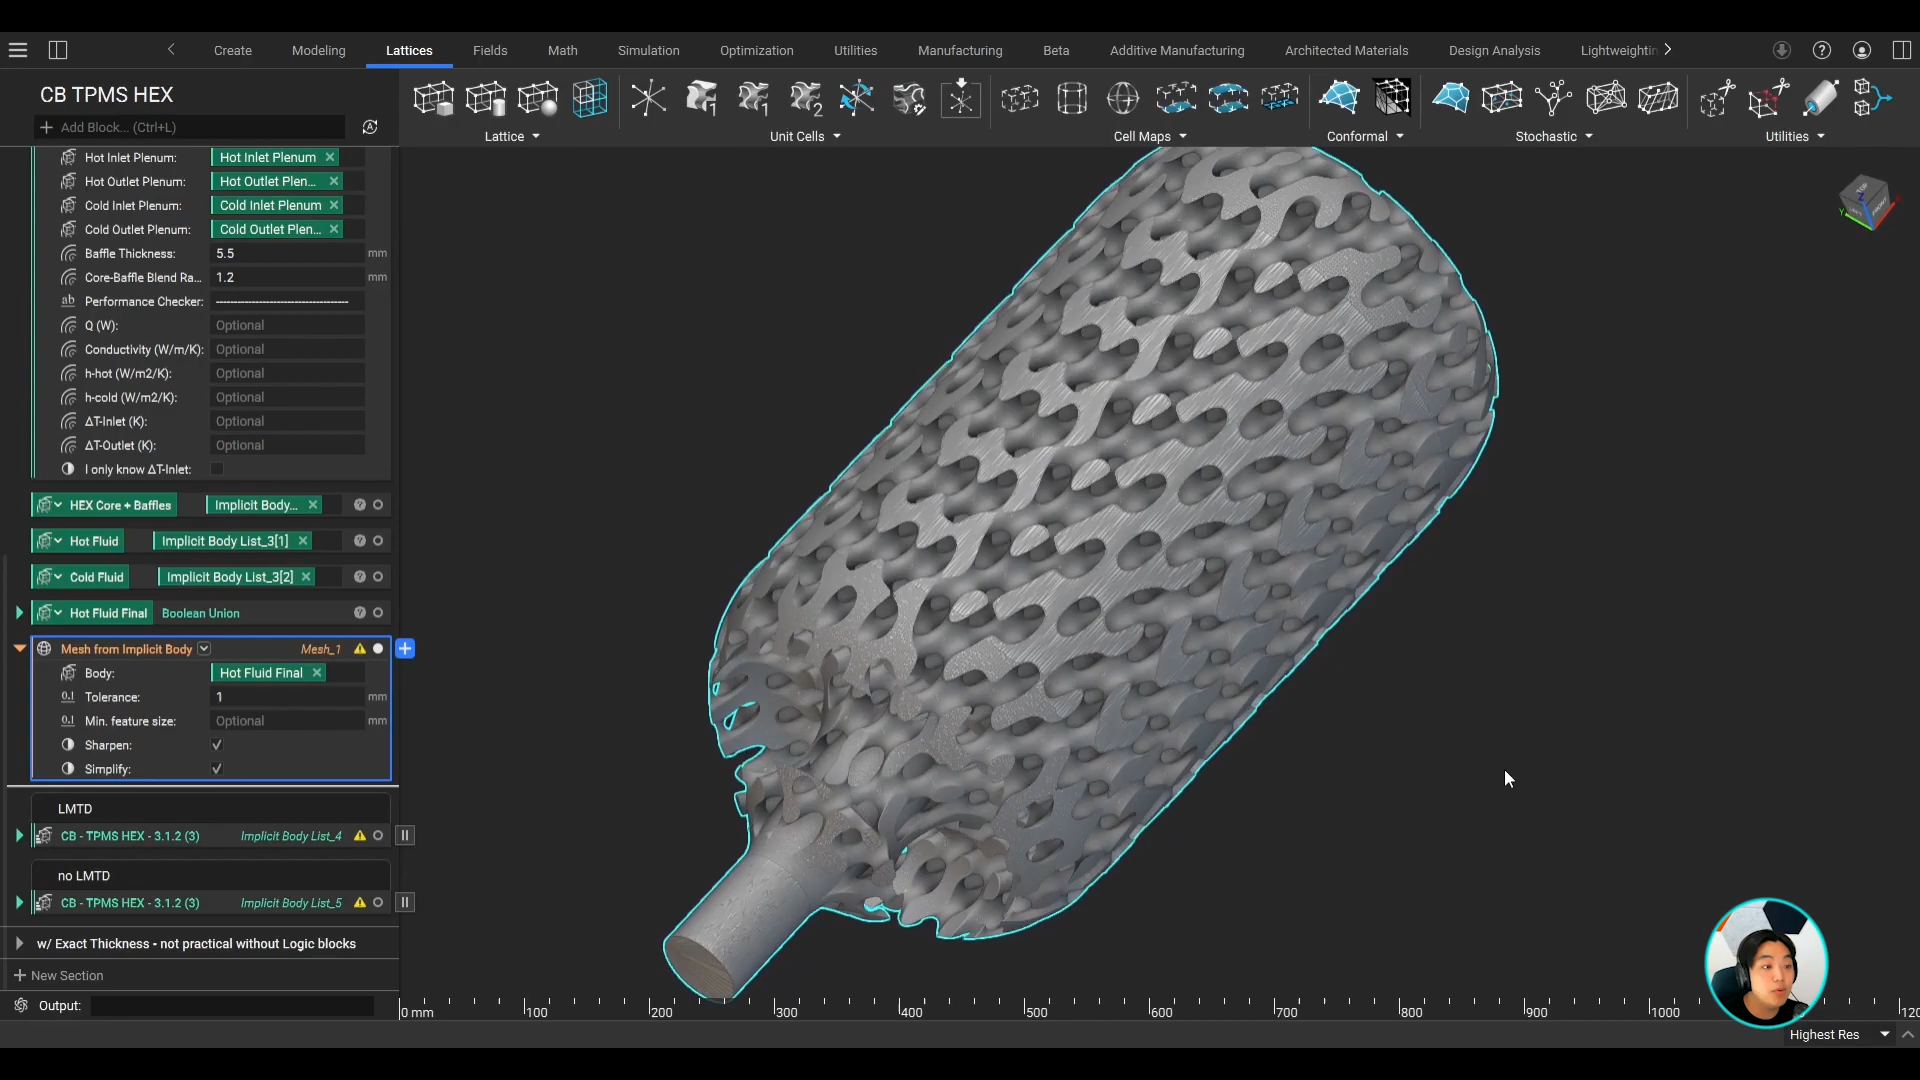 Create
Modeling
Lattices
Fields
Math
Simulation
Optimization
Utilities
Manufacturing
Beta
Additive Manufacturing
Architected Materials
Design Analysis
Lightweightin
CB TPMS HEX
Add Block... (Ctrl+L)
Lattice
Unit Cells
Cell Maps
Conformal
Stochastic
Utilities
Hot Inlet Plenum: Hot Inlet Plenum
Hot Outlet Plenum: Hot Outlet Plen...
Cold Inlet Plenum: Cold Inlet Plenum
Cold Outlet Plenum: Cold Outlet Plen...
Baffle Thickness: 5.5 mm
Core-Baffle Blend Ra... 1.2 mm
ab Performance Checker: ---------------------------------------
Q (W): Optional
Conductivity (W/m/K): Optional
h-hot (W/m2/K): Optional
h-cold (W/m2/K): Optional
ΔT-Inlet (K): Optional
ΔT-Outlet (K): Optional
I only know ΔT-Inlet:
HEX Core + Baffles Implicit Body...
Hot Fluid Implicit Body List_3[1]
Cold Fluid Implicit Body List_3[2]
Hot Fluid Final Boolean Union
Mesh from Implicit Body Mesh_1
Body: Hot Fluid Final
0.1 Tolerance: 1 mm
0.1 Min. feature size: Optional mm
Sharpen:
Simplify:
LMTD
CB - TPMS HEX - 3.1.2 (3) Implicit Body List_4
no LMTD
CB - TPMS HEX - 3.1.2 (3) Implicit Body List_5
w/ Exact Thickness - not practical without Logic blocks
New Section
Output:
TOP
LEFT
FRONT
Y
Z
0 mm 100 200 300 400 500 600 700 800 900 1000 120
Highest Res